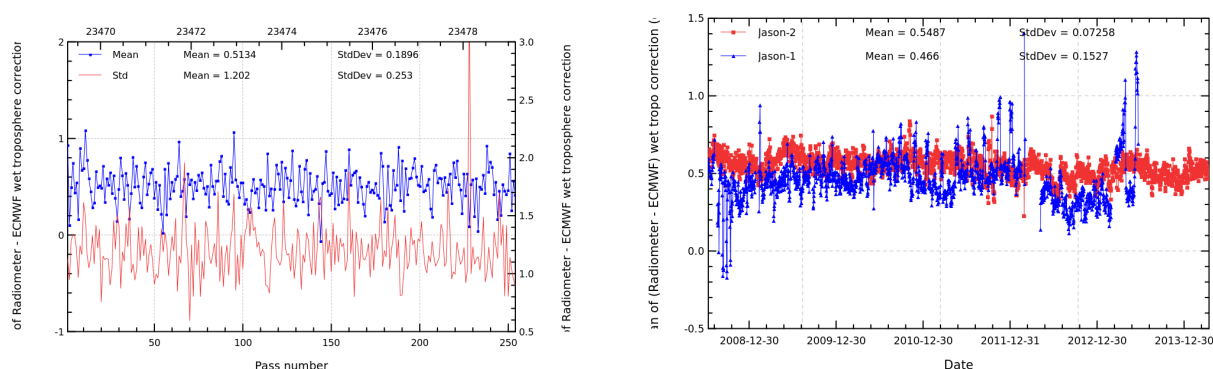 23470 23472 23474 23476 23478
Mean Mean = 0.5134 StdDev = 0.1896
Std Mean = 1.202 StdDev = 0.253
2
1
0
-1
3.0
2.5
2.0
1.5
1.0
0.5
50 100 150 200 250
Pass number
of Radiometer - ECMWF wet troposphere correction
of Radiometer - ECMWF wet troposphere correction
Jason-2 Mean = 0.5487 StdDev = 0.07258
Jason-1 Mean = 0.466 StdDev = 0.1527
1.5
1.0
0.5
0.0
-0.5
2008-12-30 2009-12-30 2010-12-30 2011-12-31 2012-12-30 2013-12-30
Date
of (Radiometer - ECMWF) wet tropo correction (